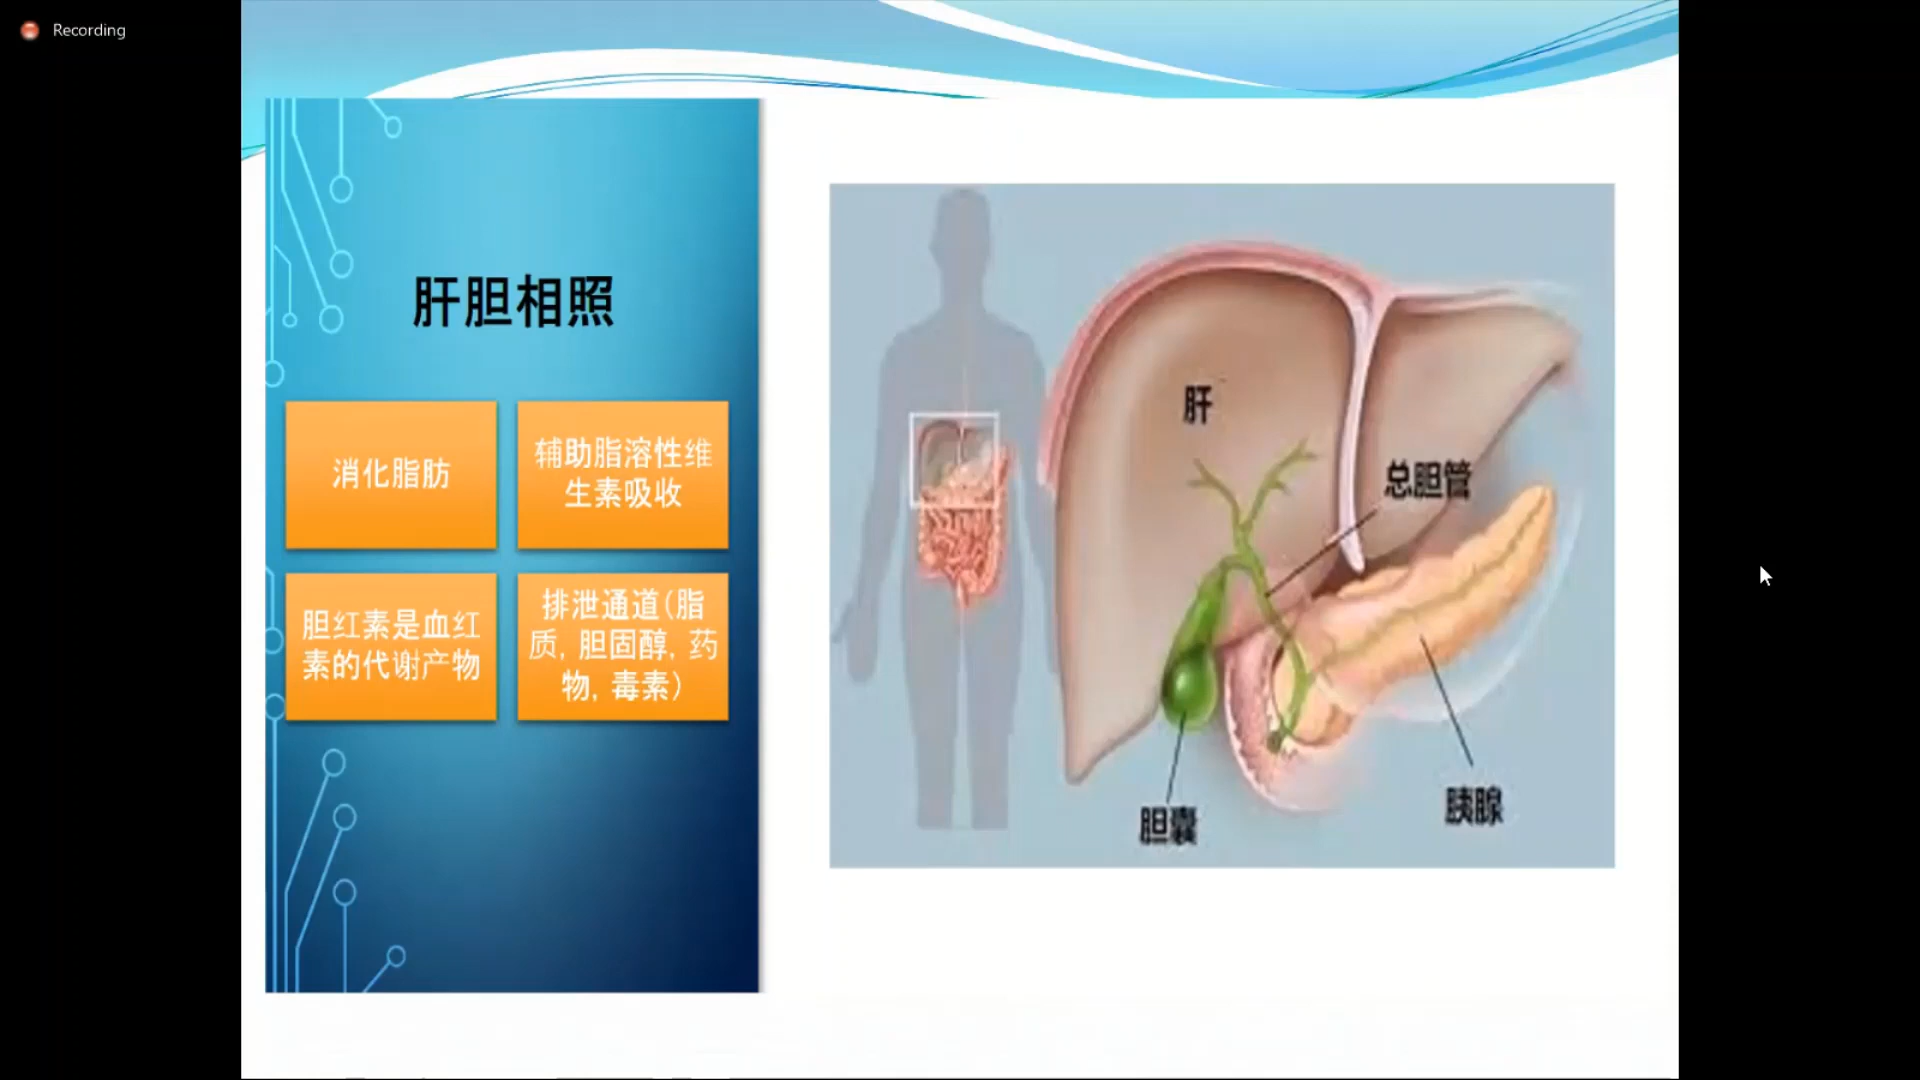 Recording
肝胆相照
消化脂肪
辅助脂溶性维
生素吸收
胆红素是血红
素的代谢产物
排泄通道(脂
质, 胆固醇, 药
物, 毒素)
肝
总胆管
胆囊
胰腺